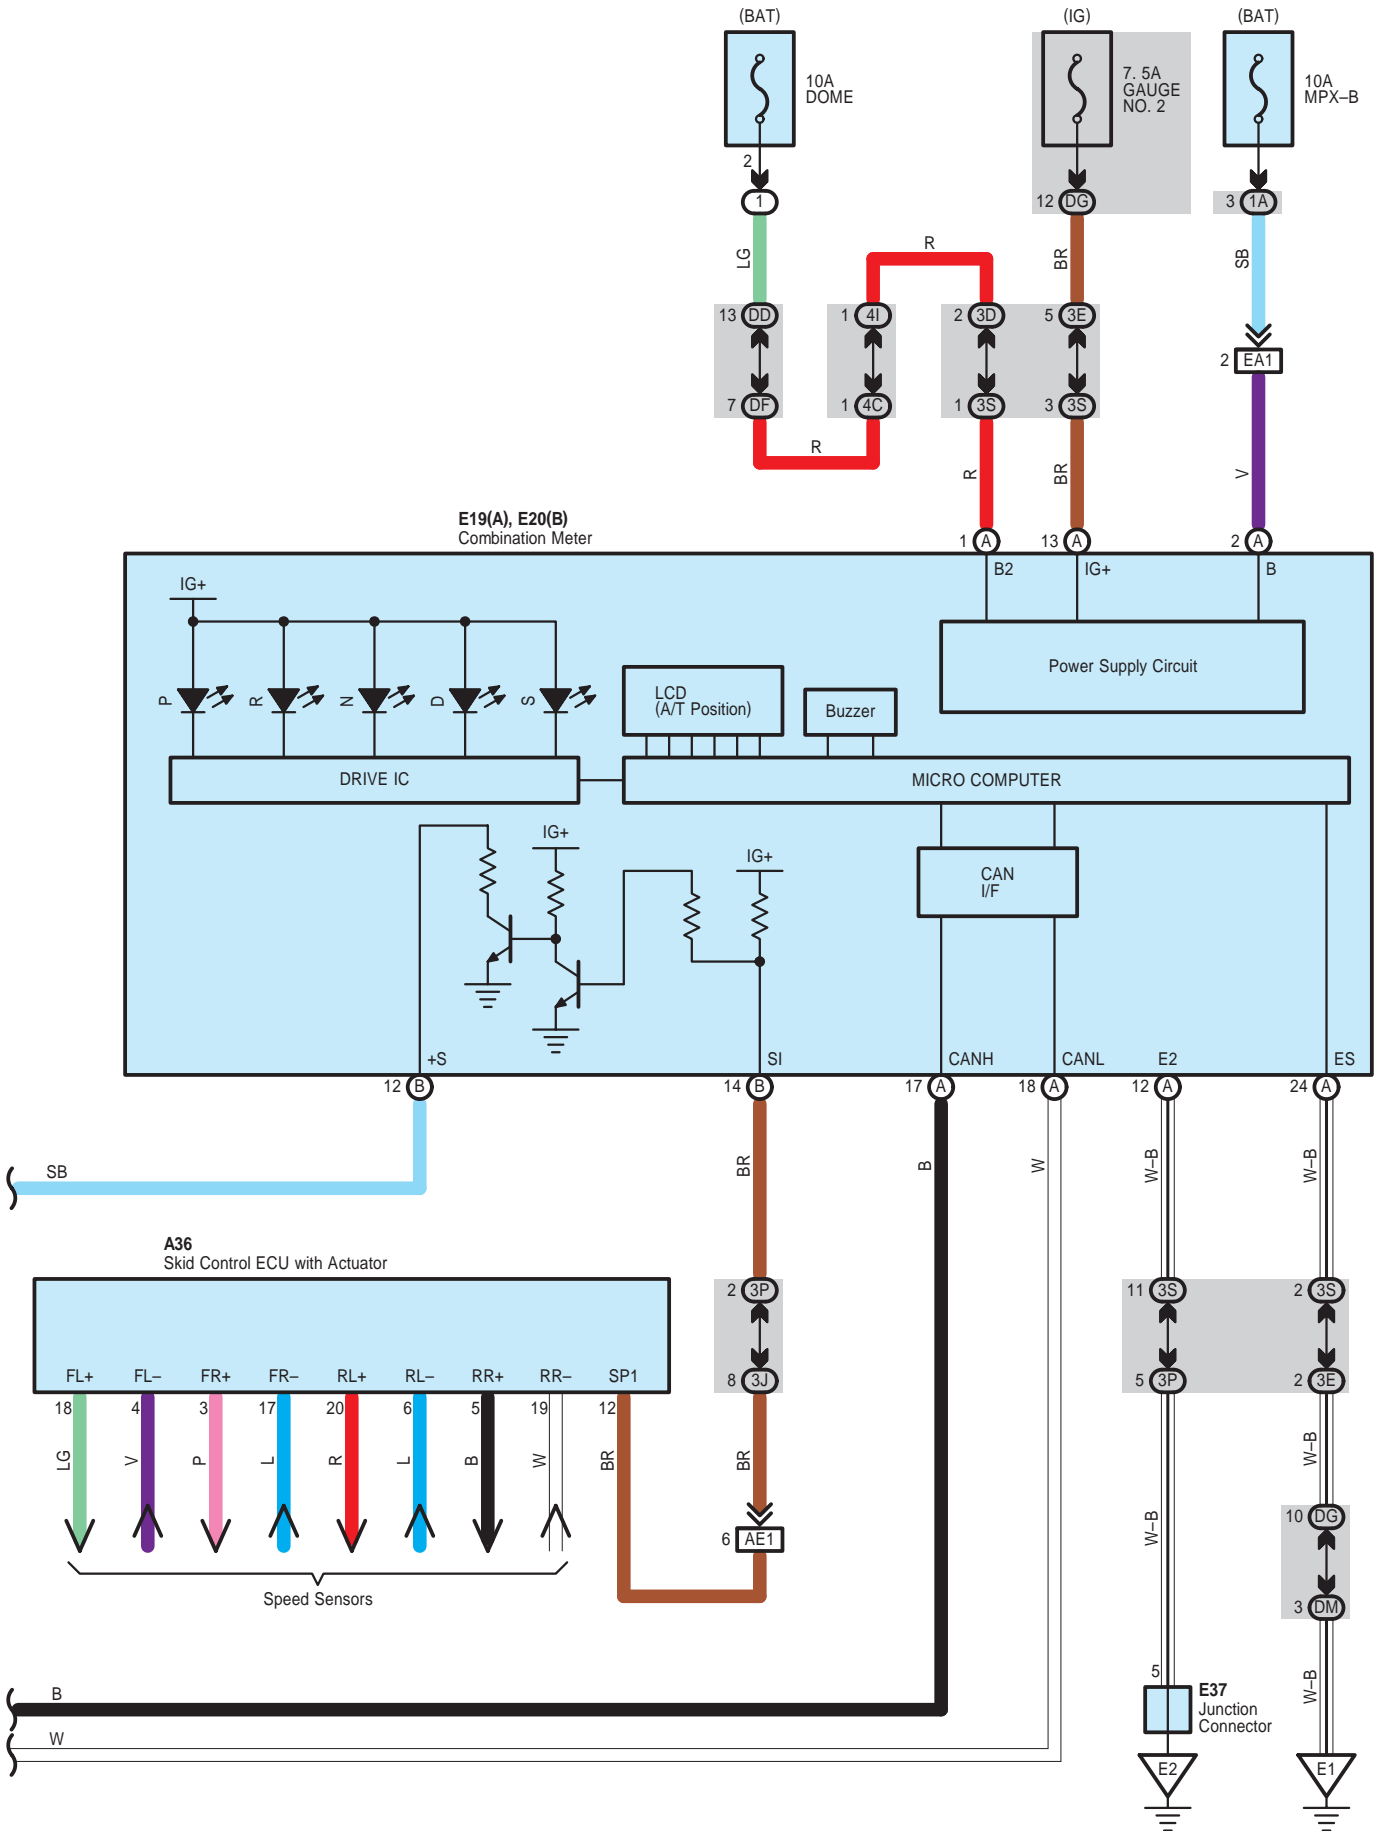 (BAT)
(IG)
(BAT)
10A
DOME
7. 5A
GAUGE
NO. 2
10A
MPX–B
2
1
12 DG
3 1A
LG
R
BR
SB
13 DD
1 4I
2 3D
5 3E
2 EA1
7 DF
1 4C
1 3S
3 3S
R
R
BR
V
E19(A), E20(B)
Combination Meter
1 A
13 A
2 A
B2
IG+
B
IG+
Power Supply Circuit
P
R
N
D
S
LCD
(A/T Position)
Buzzer
DRIVE IC
MICRO COMPUTER
IG+
IG+
CAN
I/F
+S
SI
CANH
CANL
E2
ES
12 B
14 B
17 A
18 A
12 A
24 A
SB
BR
B
W
W–B
W–B
A36
Skid Control ECU with Actuator
2 3P
11 3S
2 3S
FL+
FL–
FR+
FR–
RL+
RL–
RR+
RR–
SP1
8 3J
5 3P
2 3E
18
4
3
17
20
6
5
19
12
LG
V
P
L
R
L
B
W
BR
BR
W–B
W–B
6 AE1
10 DG
Speed Sensors
3 DM
5
B
W
E37
Junction
Connector
W–B
E2
E1